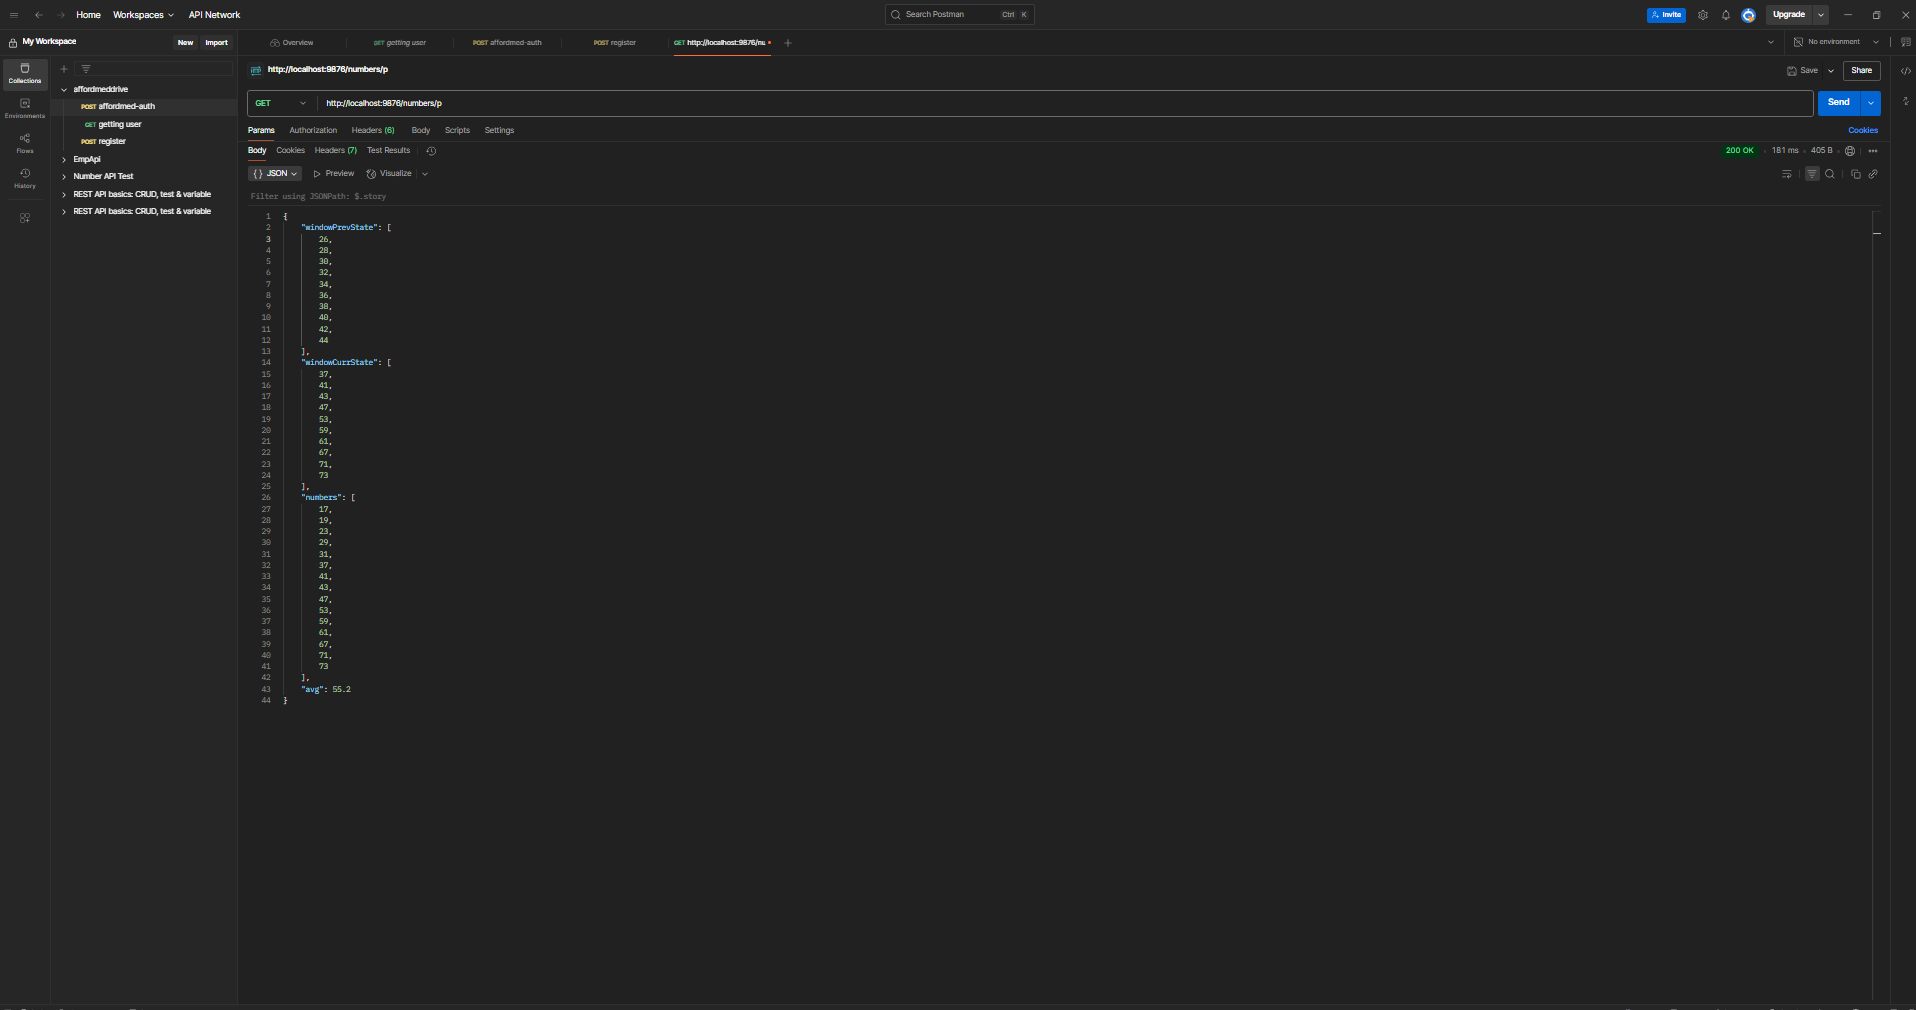 Home Workspaces API Network Search Postman Ctrl K Invite Upgrade
My Workspace New Import Overview GET getting user POST affordmed-auth POST register GET http://localhost:9876/nu No environment
Collections
Environments
Flows
History
affordmeddrive
POST affordmed-auth
GET getting user
POST register
EmpApi
Number API Test
REST API basics: CRUD, test & variable
REST API basics: CRUD, test & variable
http://localhost:9876/numbers/p Save Share
GET http://localhost:9876/numbers/p Send
Params Authorization Headers (6) Body Scripts Settings Cookies
Body Cookies Headers (7) Test Results 200 OK 181 ms 405 B
{} JSON Preview Visualize
Filter using JSONPath: $.story
1 {
2 "windowPrevState": [
3 26,
4 28,
5 30,
6 32,
7 34,
8 36,
9 38,
10 40,
11 42,
12 44
13 ],
14 "windowCurrState": [
15 37,
16 41,
17 43,
18 47,
19 53,
20 59,
21 61,
22 67,
23 71,
24 73
25 ],
26 "numbers": [
27 17,
28 19,
29 23,
30 29,
31 31,
32 37,
33 41,
34 43,
35 47,
36 53,
37 59,
38 61,
39 67,
40 71,
41 73
42 ],
43 "avg": 55.2
44 }